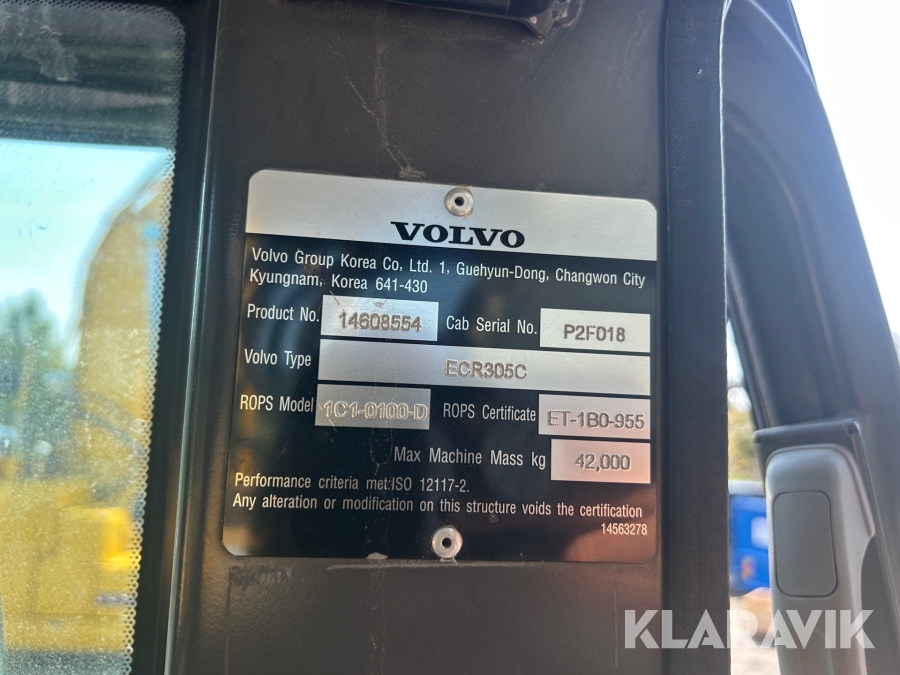 VOLVO
Volvo Group Korea Co, Ltd. 1, Guehyun-Dong, Changwon City
Kyungnam, Korea 641-430
Product No. 14608554 Cab Serial No. P2F018
Volvo Type ECR305C
ROPS Model 1C1-0100-D ROPS Certificate ET-1B0-955
Max Machine Mass kg 42,000
Performance criteria met:ISO 12117-2.
Any alteration or modification on this structure voids the certification
14563278
KLARAVIK